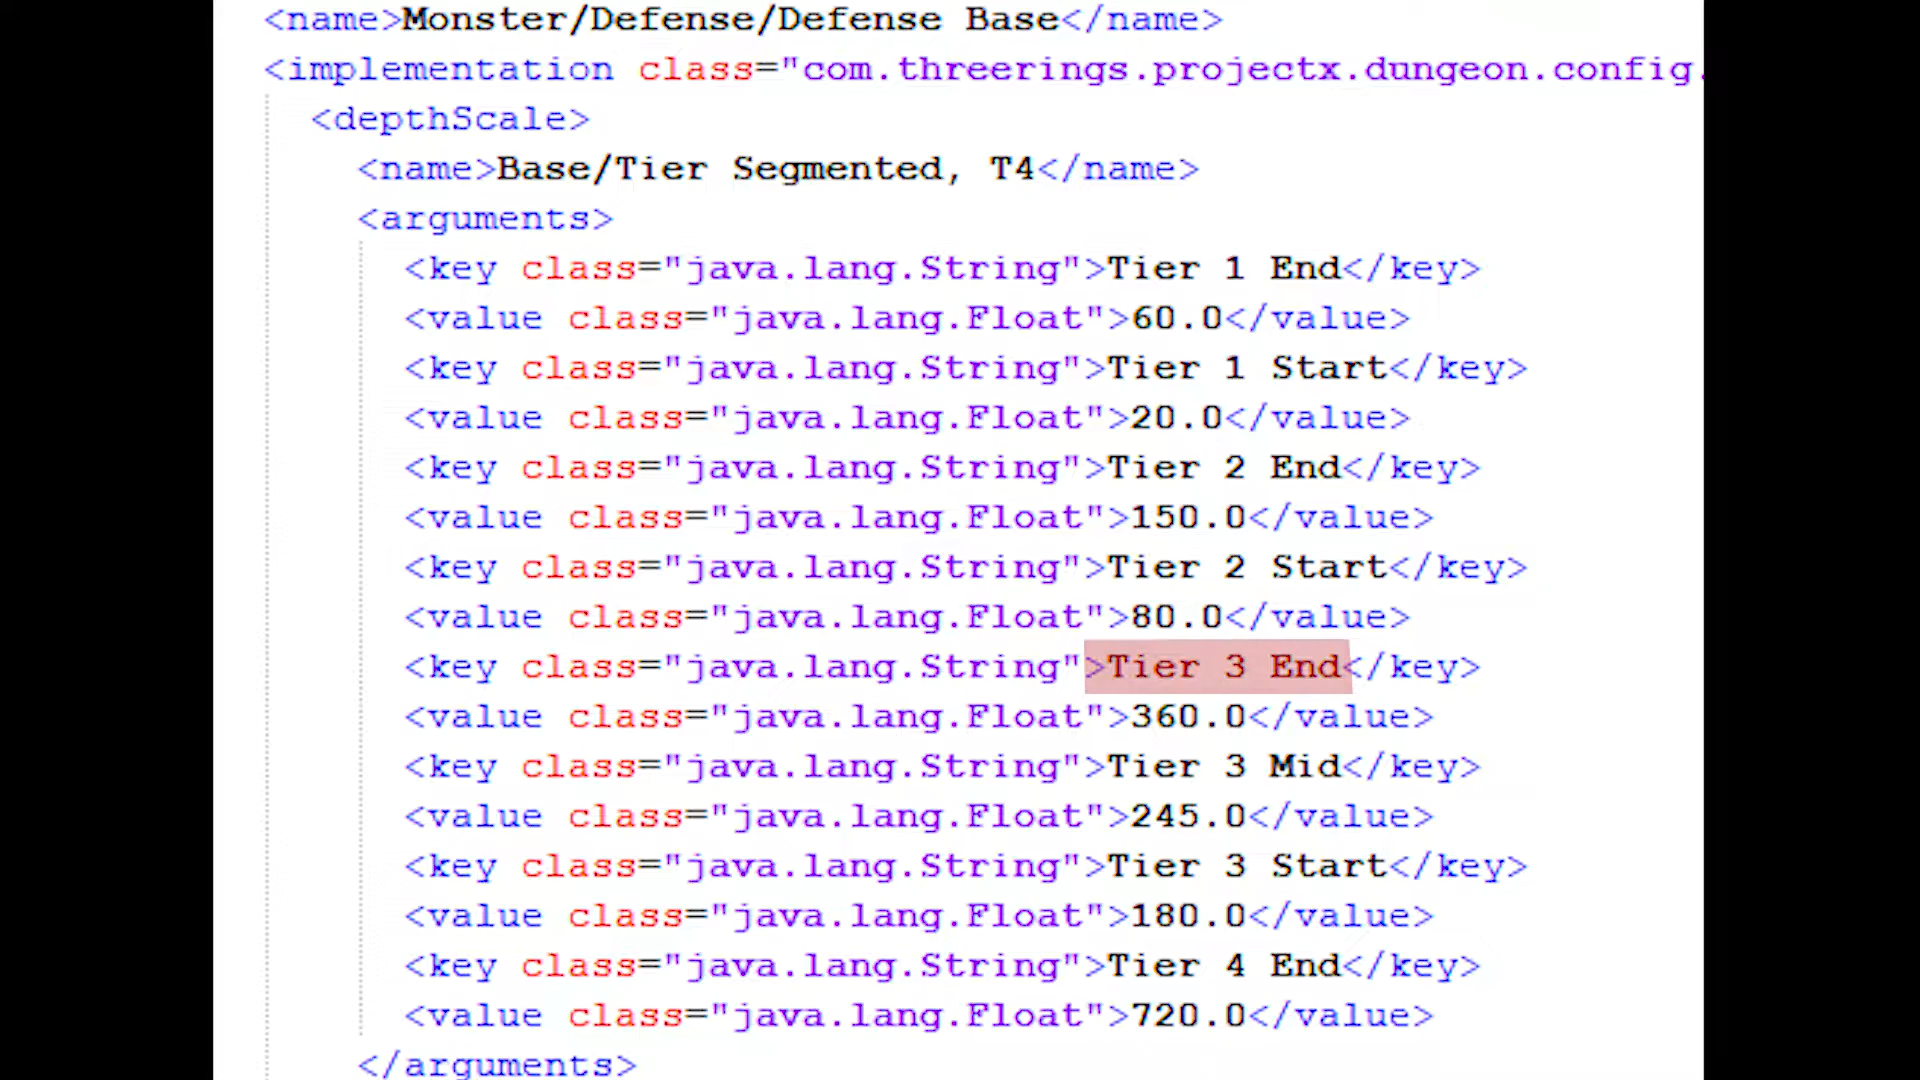 <name>Monster/Defense/Defense Base</name>
<implementation class="com.threerings.projectx.dungeon.config.
<depthScale>
<name>Base/Tier Segmented, T4</name>
<arguments>
<key class="java.lang.String">Tier 1 End</key>
<value class="java.lang.Float">60.0</value>
<key class="java.lang.String">Tier 1 Start</key>
<value class="java.lang.Float">20.0</value>
<key class="java.lang.String">Tier 2 End</key>
<value class="java.lang.Float">150.0</value>
<key class="java.lang.String">Tier 2 Start</key>
<value class="java.lang.Float">80.0</value>
<key class="java.lang.String">Tier 3 End</key>
<value class="java.lang.Float">360.0</value>
<key class="java.lang.String">Tier 3 Mid</key>
<value class="java.lang.Float">245.0</value>
<key class="java.lang.String">Tier 3 Start</key>
<value class="java.lang.Float">180.0</value>
<key class="java.lang.String">Tier 4 End</key>
<value class="java.lang.Float">720.0</value>
</arguments>